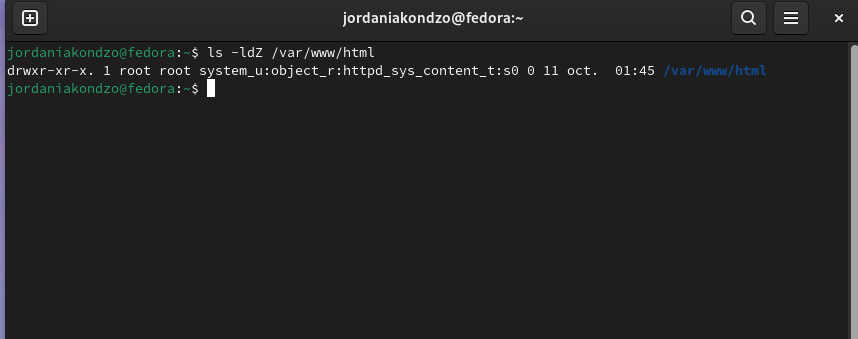 jordaniakondzo@fedora:~
jordaniakondzo@fedora:~$ ls -ldZ /var/www/html
drwxr-xr-x. 1 root root system_u:object_r:httpd_sys_content_t:s0 0 11 oct.  01:45 /var/www/html
jordaniakondzo@fedora:~$